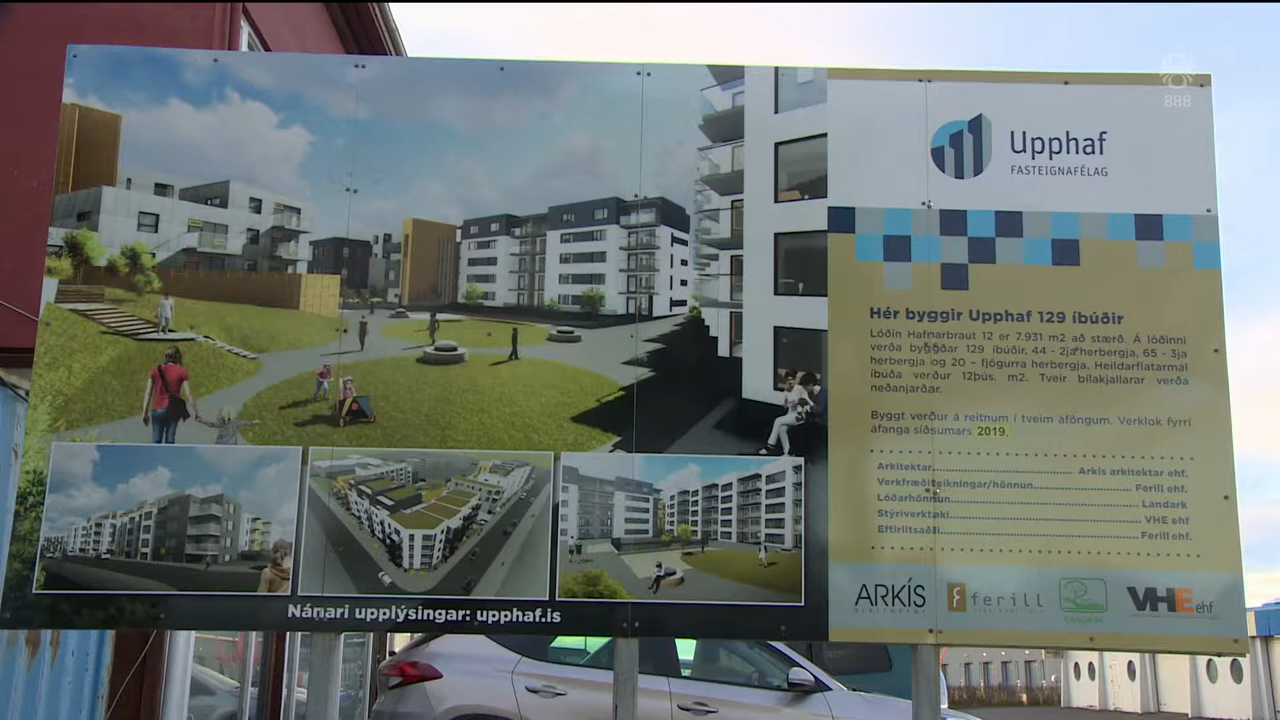 888
Upphaf
FASTEIGNAFÉLAG
Hér byggir Upphaf 129 íbúðir
Lóðin Hafnarbraut 12 er 7.931 m2 að stærð. Á lóðinni
verða byggðar 129 íbúðir, 44 - 2ja herbergja, 65 - 3ja
herbergja og 20 – fjögurra herbergja. Heildarflatarmál
íbúða verður 12þús. m2. Tveir bílakjallarar verða
neðanjarðar.
Byggt verður á reitnum í tveim áföngum. Verklok fyrri
áfanga síðsumars 2019.
Arkitektar Arkís arkitektar ehf.
Verkfræðiteikningar/hönnun Ferill ehf.
Lóðarhönnun Landark
Stýriverktaki VHE ehf
Eftirlitsaðili Ferill ehf.
ARKÍS
ARKITEKTAR
ferill
LANDARK
VHE ehf
Nánari upplýsingar: upphaf.is